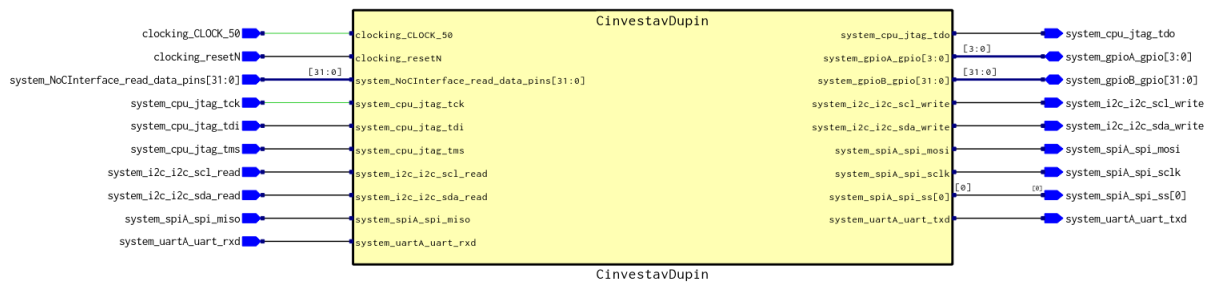 CinvestavDupin
clocking_CLOCK_50 clocking_CLOCK_50 system_cpu_jtag_tdo system_cpu_jtag_tdo
clocking_resetN clocking_resetN system_gpioA_gpio[3:0] [3:0] system_gpioA_gpio[3:0]
system_NoCInterface_read_data_pins[31:0] [31:0] system_NoCInterface_read_data_pins[31:0] system_gpioB_gpio[31:0] [31:0] system_gpioB_gpio[31:0]
system_cpu_jtag_tck system_cpu_jtag_tck system_i2c_i2c_scl_write system_i2c_i2c_scl_write
system_cpu_jtag_tdi system_cpu_jtag_tdi system_i2c_i2c_sda_write system_i2c_i2c_sda_write
system_cpu_jtag_tms system_cpu_jtag_tms system_spiA_spi_mosi system_spiA_spi_mosi
system_i2c_i2c_scl_read system_i2c_i2c_scl_read system_spiA_spi_sclk system_spiA_spi_sclk
system_i2c_i2c_sda_read system_i2c_i2c_sda_read system_spiA_spi_ss[0] [0] [0] system_spiA_spi_ss[0]
system_spiA_spi_miso system_spiA_spi_miso system_uartA_uart_txd system_uartA_uart_txd
system_uartA_uart_rxd system_uartA_uart_rxd
CinvestavDupin